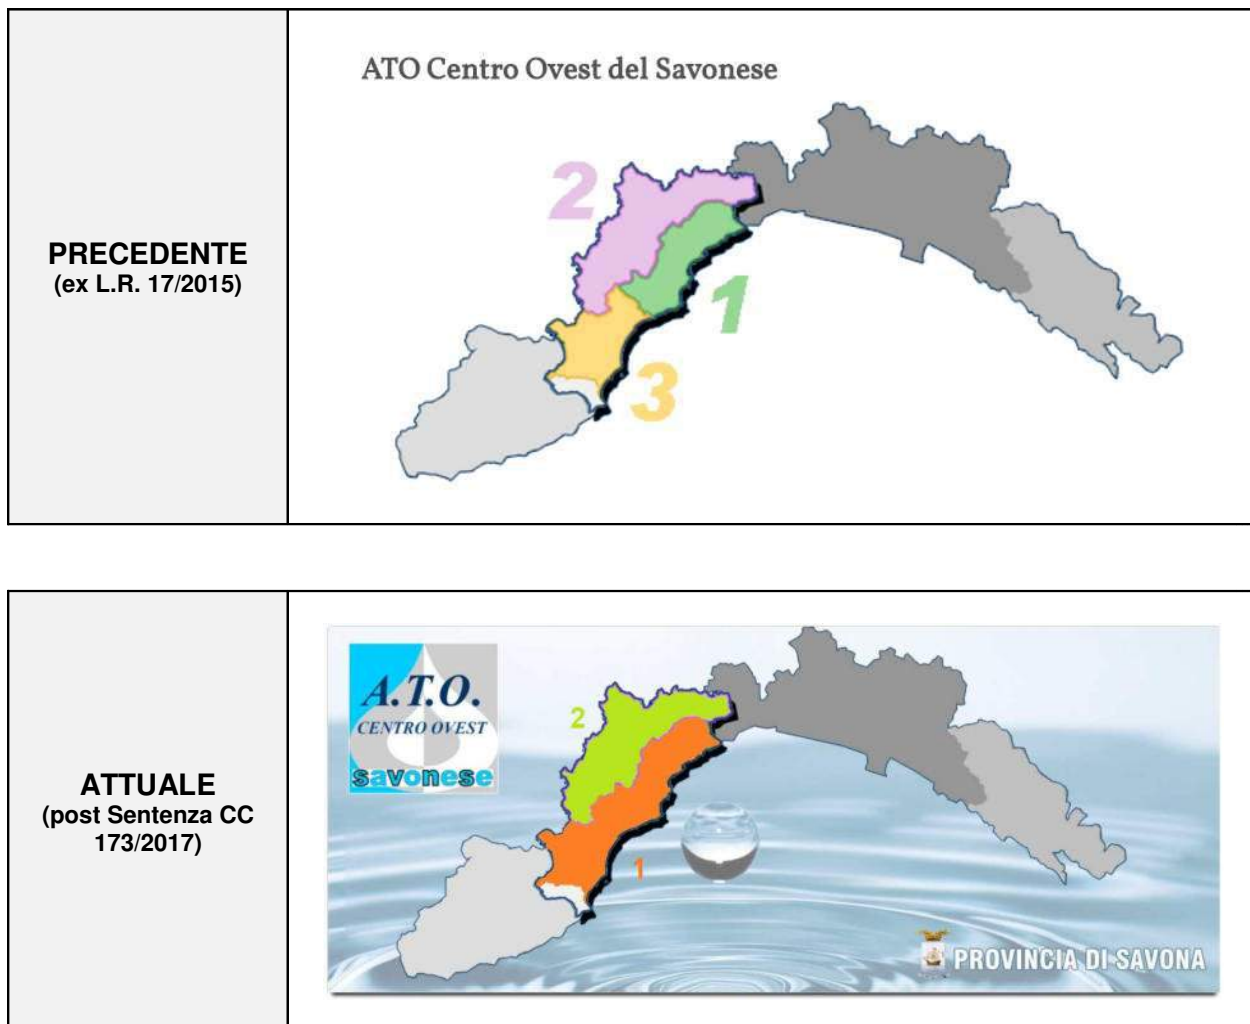 PRECEDENTE
(ex L.R. 17/2015)
ATO Centro Ovest del Savonese
2
1
3
ATTUALE
(post Sentenza CC
173/2017)
A.T.O.
CENTRO OVEST
savonese
2
1
PROVINCIA DI SAVONA